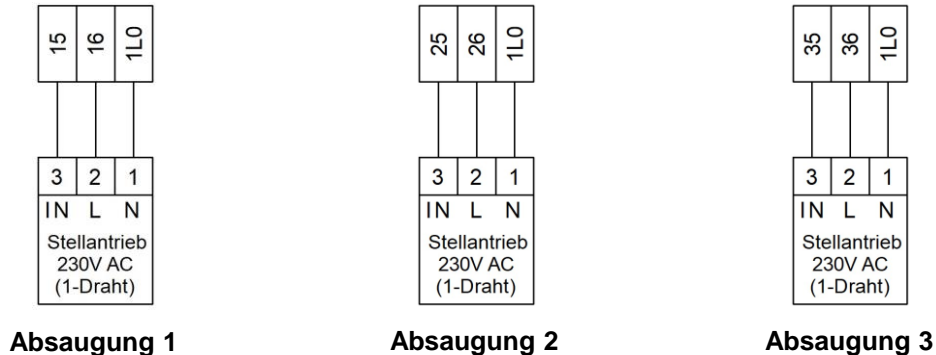 15 16 1L0
3 2 1
IN L N
Stellantrieb
230V AC
(1-Draht)
Absaugung 1
25 26 1L0
3 2 1
IN L N
Stellantrieb
230V AC
(1-Draht)
Absaugung 2
35 36 1L0
3 2 1
IN L N
Stellantrieb
230V AC
(1-Draht)
Absaugung 3